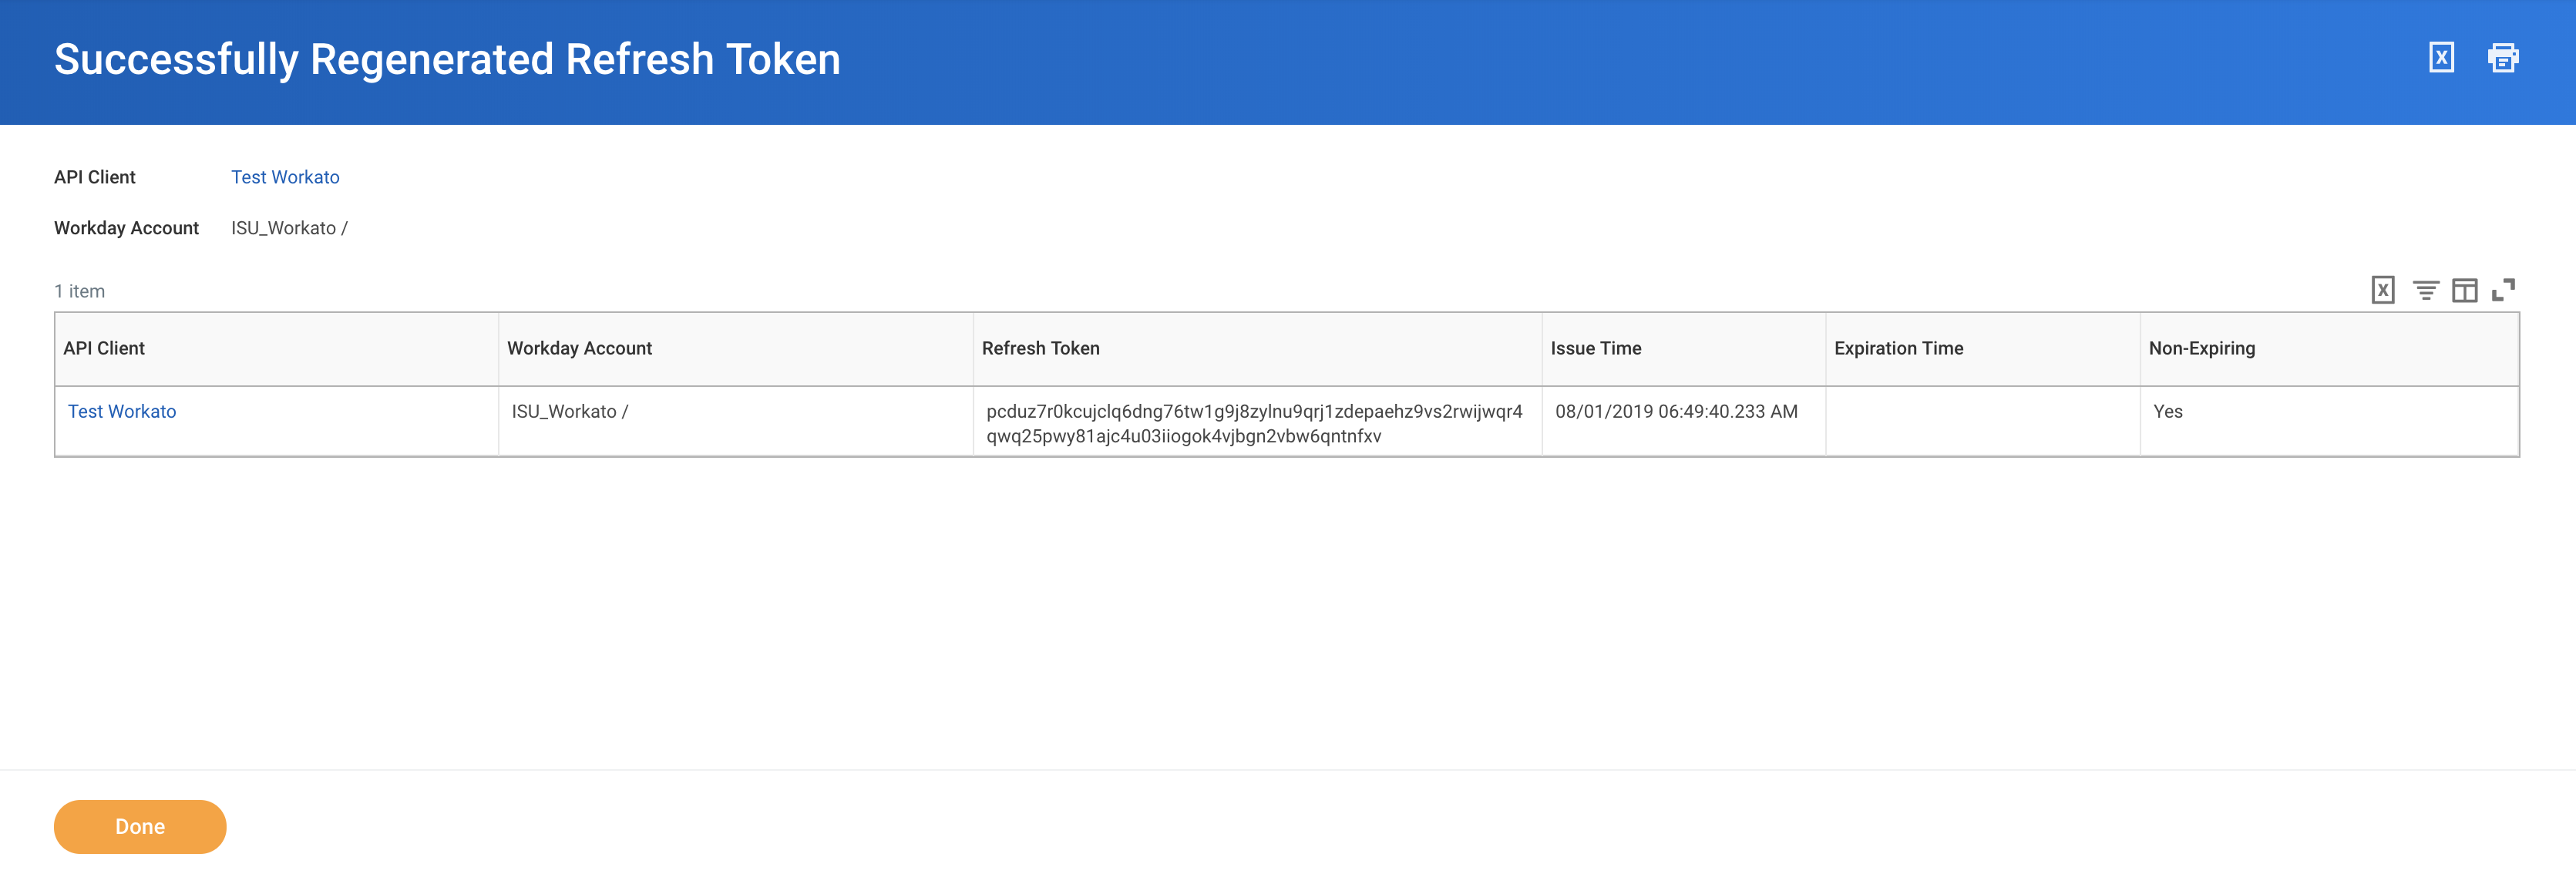 Successfully Regenerated Refresh Token
API Client Test Workato
Workday Account ISU_Workato /
1 item
API Client Workday Account Refresh Token Issue Time Expiration Time Non-Expiring
Test Workato ISU_Workato / pcduz7r0kcujclq6dng76tw1g9j8zylnu9qrj1zdepaehz9vs2rwijwqr4 08/01/2019 06:49:40.233 AM Yes
qwq25pwy81ajc4u03iiogok4vjbgn2vbw6qntnfxv
Done